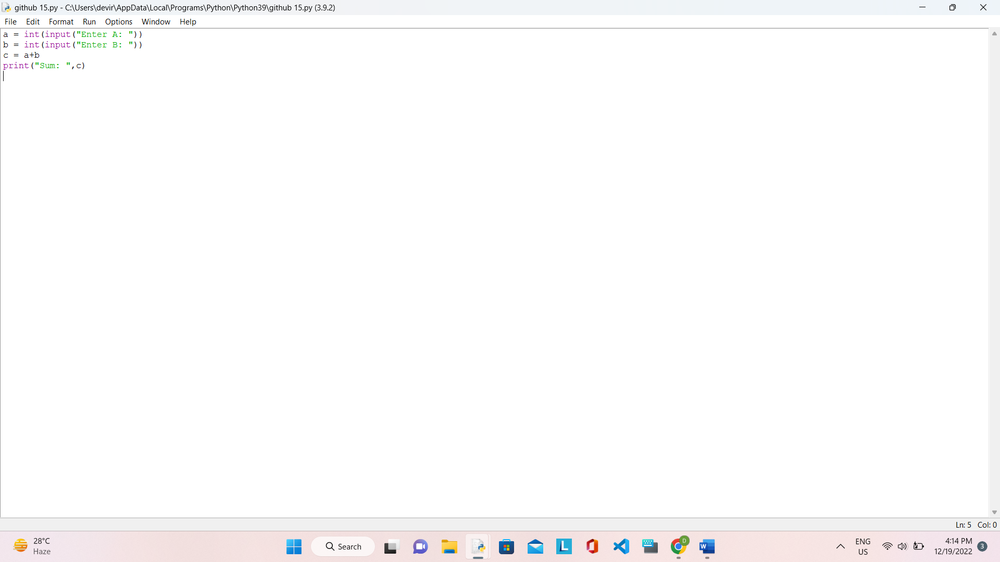 github 15.py - C:\Users\devir\AppData\Local\Programs\Python\Python39\github 15.py (3.9.2)
File Edit Format Run Options Window Help
a = int(input("Enter A: "))
b = int(input("Enter B: "))
c = a+b
print("Sum: ",c)
Ln: 5 Col: 0
28°C
Haze
Search
L
D
W
ENG
US
4:14 PM
12/19/2022
3